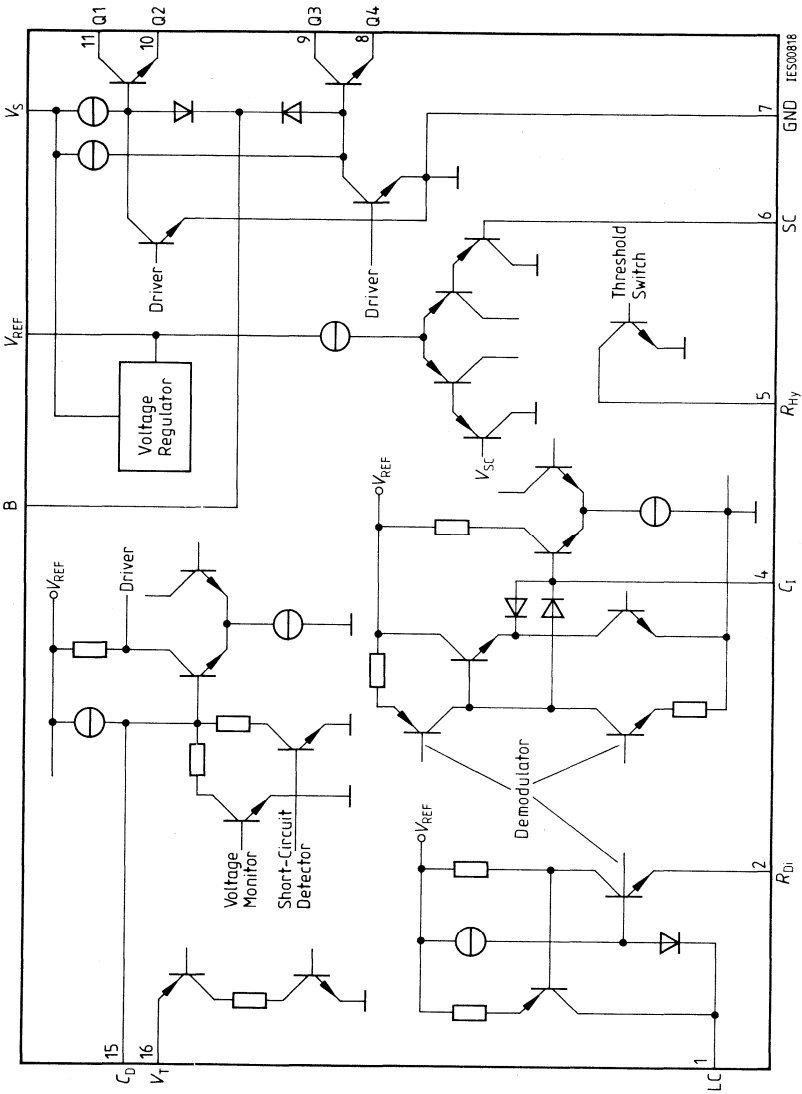 11 Q1
10 Q2
9 Q3
8 Q4
IES00818
V_S
7 GND
6 SC
Driver
Driver
Threshold
Switch
V_REF
Voltage
Regulator
V_SC
5 R_Hy
B
V_REF
V_REF
Driver
4 C_I
Demodulator
V_REF
Voltage
Monitor
Short-Circuit
Detector
2 R_Di
15 C_D
16 V_T
1 LC